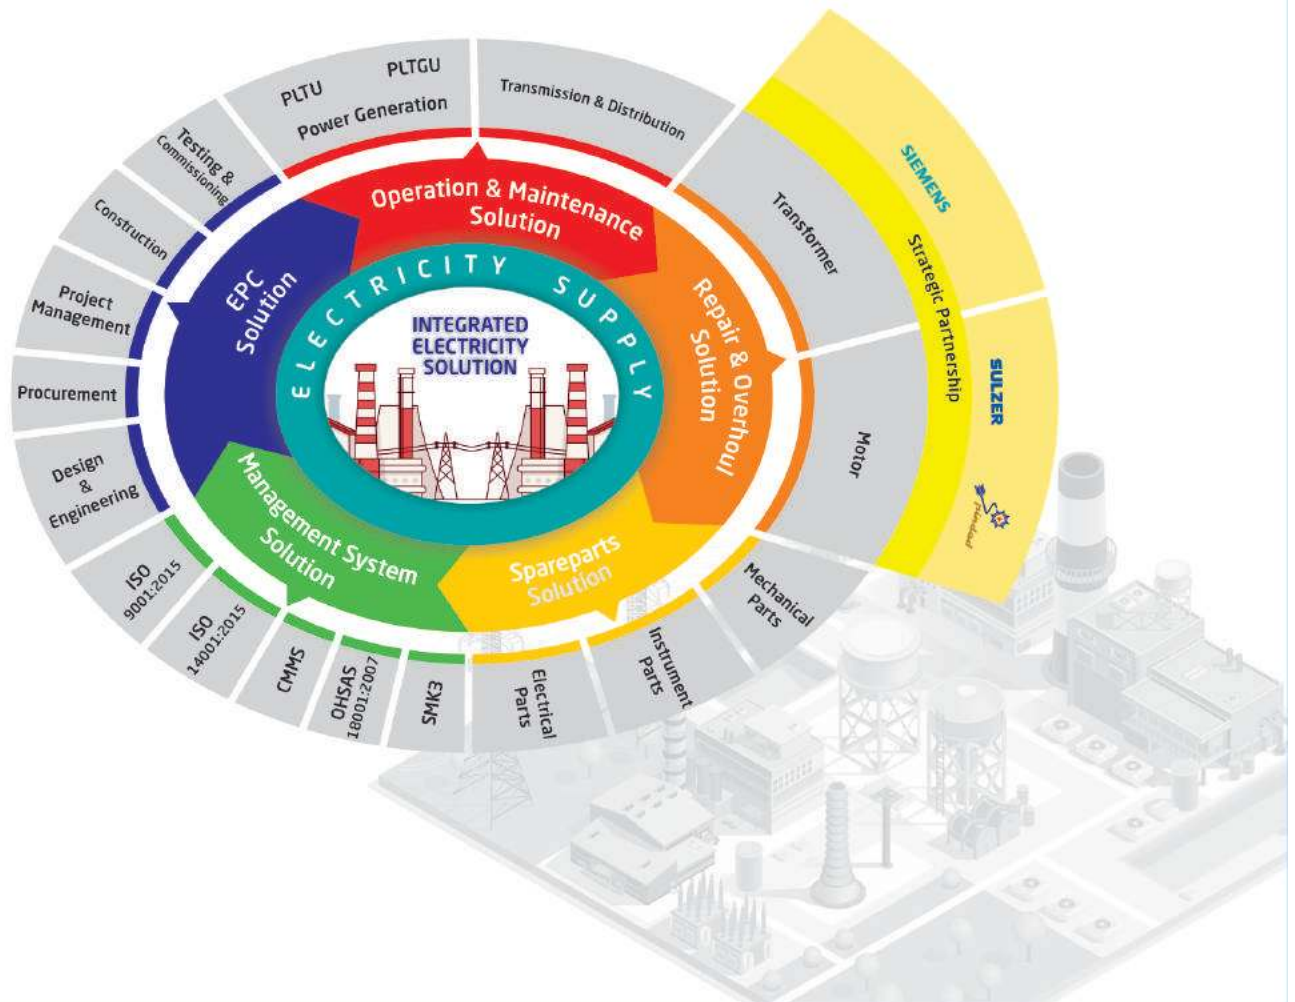 INTEGRATED
ELECTRICITY
SOLUTION
ELECTRICITY SUPPLY
Operation & Maintenance
Solution
PLTU
PLTGU
Power Generation
Transmission & Distribution
Repair & Overhoul
Solution
Transformer
Motor
Strategic Partnership
SIEMENS
SULZER
pindad
Spareparts
Solution
Mechanical
Parts
Instrument
Parts
Electrical
Parts
Management System
Solution
SMK3
OHSAS
18001:2007
CMMS
ISO
14001:2015
ISO
9001:2015
EPC
Solution
Design
&
Engineering
Procurement
Project
Management
Construction
Testing &
Commissioning